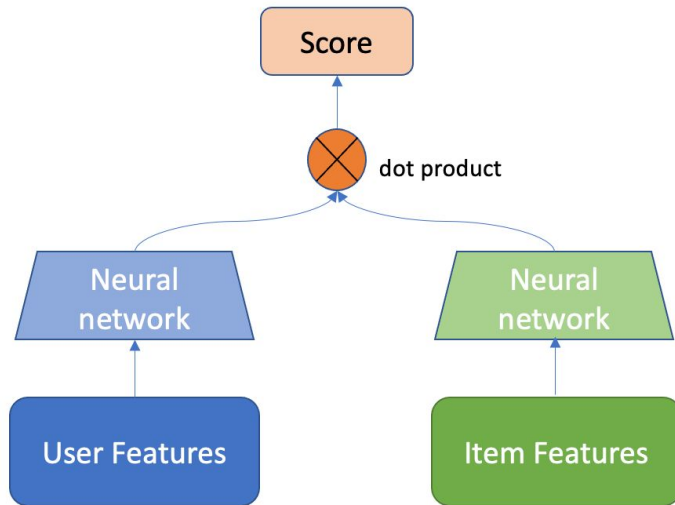 Score
dot product
Neural
network
Neural
network
User Features
Item Features